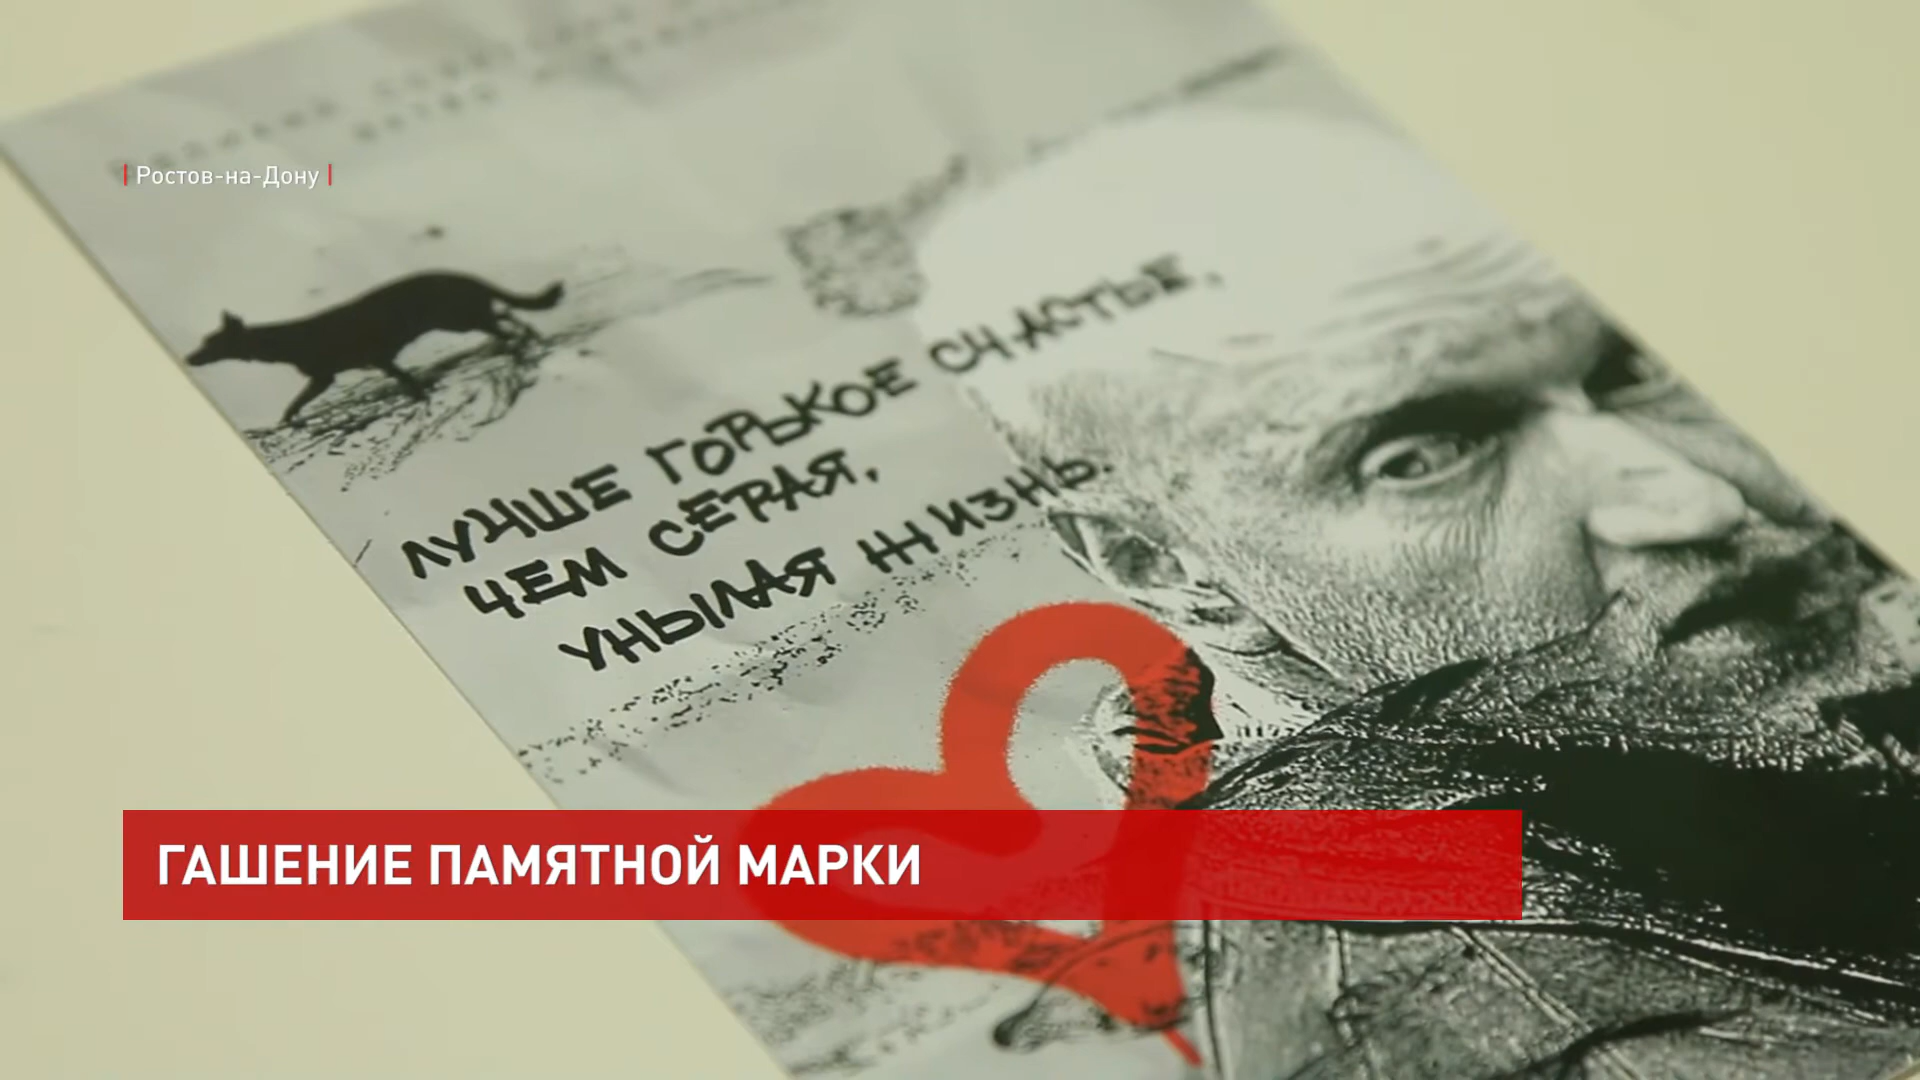 Ростов-на-Дону
ЛУЧШЕ ГОРЬКОЕ СЧАСТЬЕ,
ЧЕМ СЕРАЯ,
УНЫЛАЯ ЖИЗНЬ.
ГАШЕНИЕ ПАМЯТНОЙ МАРКИ